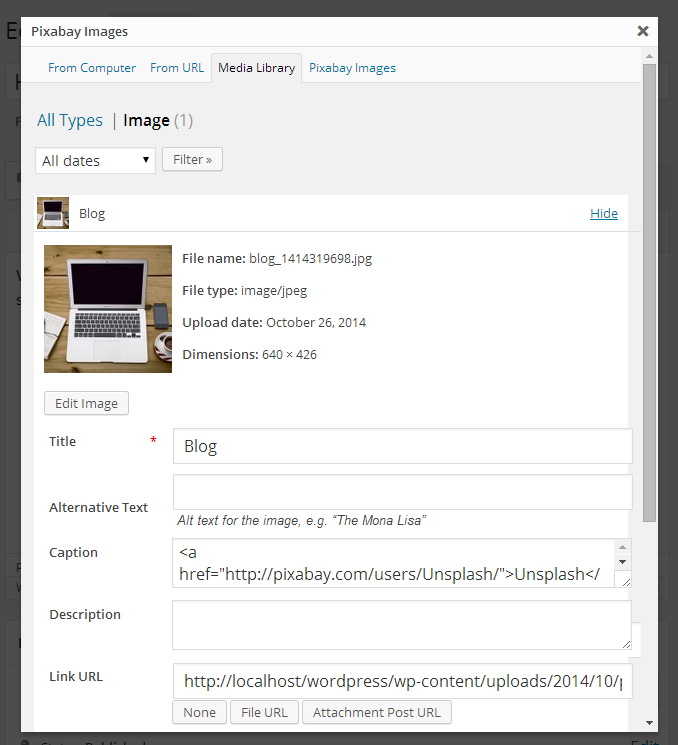 Pixabay Images
From Computer From URL Media Library Pixabay Images
All Types | Image (1)
All dates Filter »
Blog Hide
File name: blog_1414319698.jpg
File type: image/jpeg
Upload date: October 26, 2014
Dimensions: 640 × 426
Edit Image
Title * Blog
Alternative Text
Alt text for the image, e.g. “The Mona Lisa”
Caption <a
href="http://pixabay.com/users/Unsplash/">Unsplash</
Description
Link URL http://localhost/wordpress/wp-content/uploads/2014/10/p
None File URL Attachment Post URL